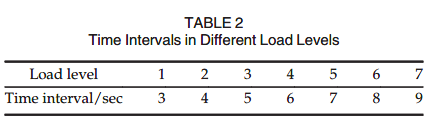 TABLE 2
Time Intervals in Different Load Levels
Load level 1 2 3 4 5 6 7
Time interval/sec 3 4 5 6 7 8 9